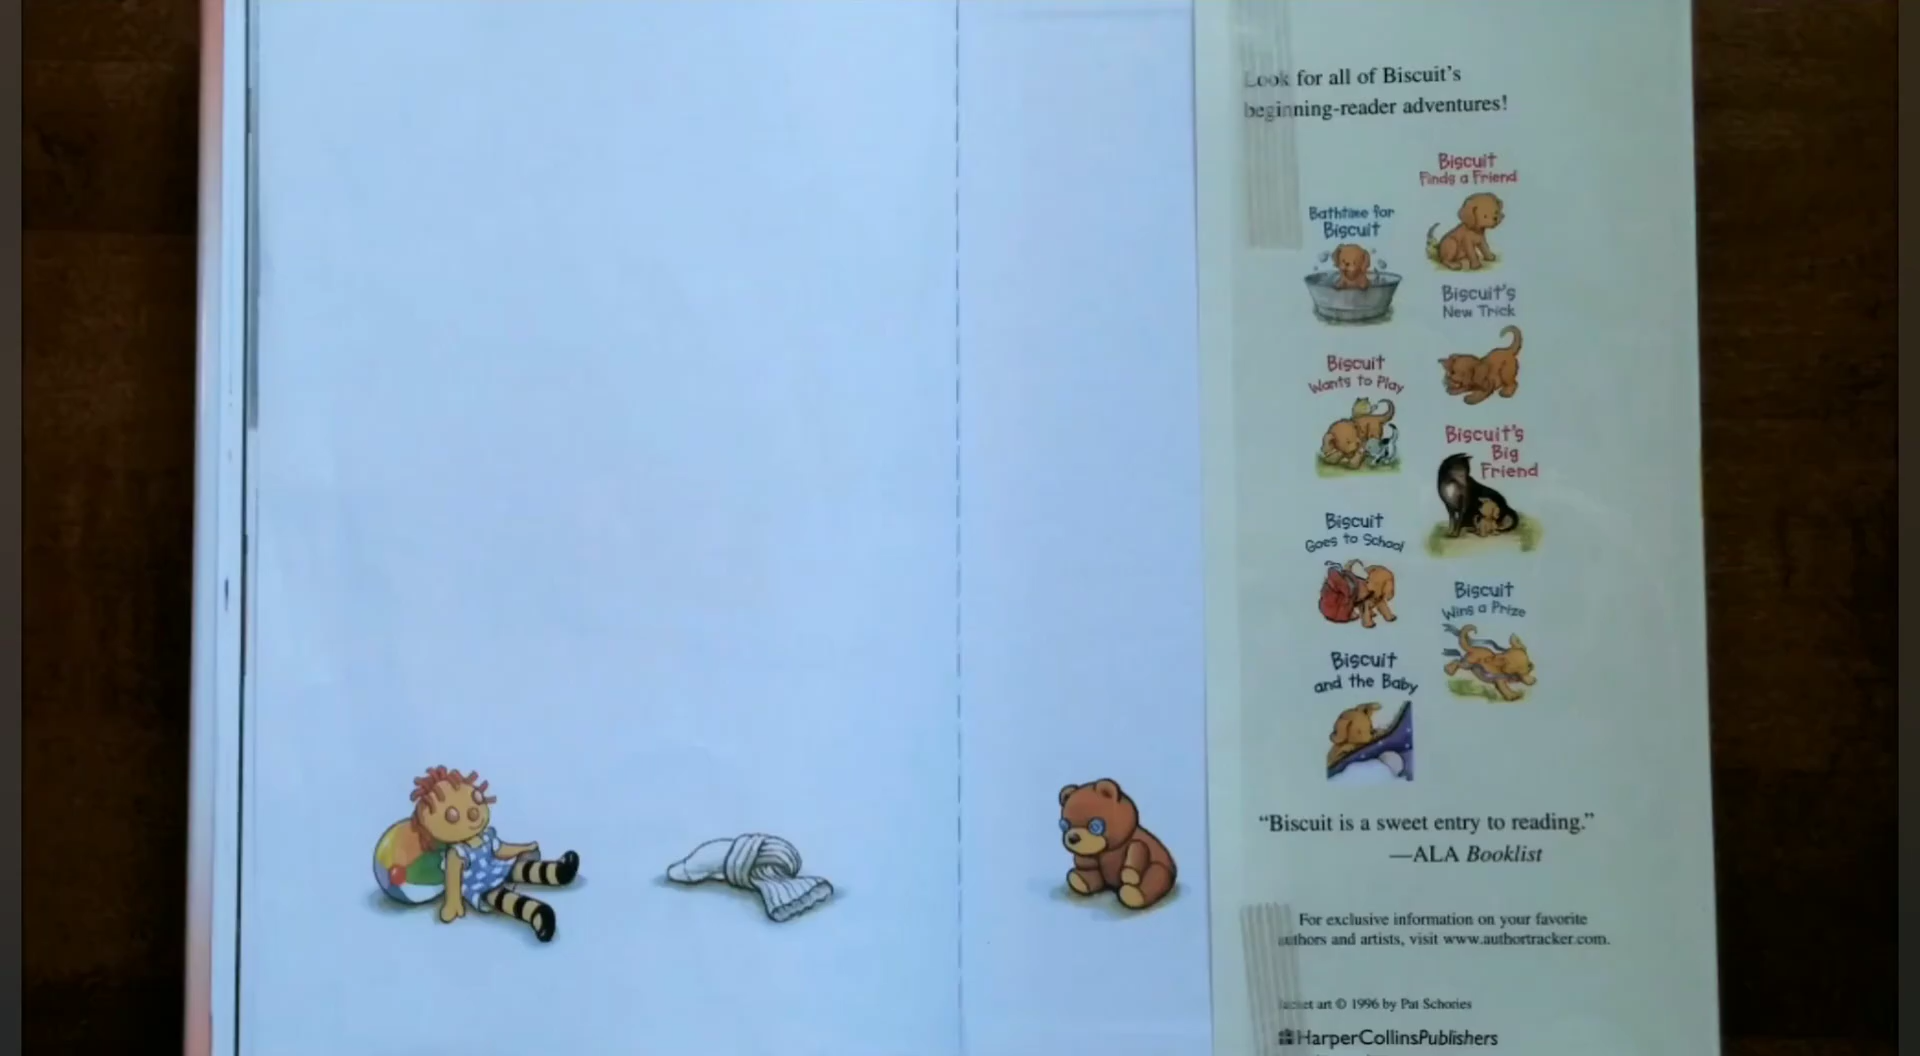 Look for all of Biscuit's
beginning-reader adventures!
Biscuit
Finds a Friend
Bathtime for
Biscuit
Biscuit's
New Trick
Biscuit
Wants to Play
Biscuit's
Big
Friend
Biscuit
Goes to School
Biscuit
Wins a Prize
Biscuit
and the Baby
“Biscuit is a sweet entry to reading.”
—ALA Booklist
For exclusive information on your favorite
authors and artists, visit www.authortracker.com.
Jacket art © 1996 by Pat Schories
HarperCollinsPublishers